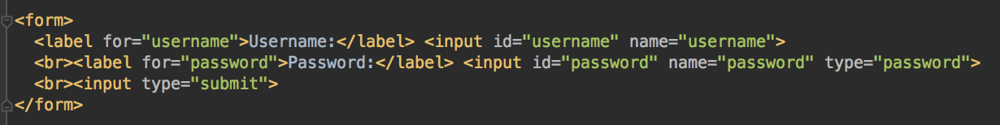 <form>
  <label for="username">Username:</label> <input id="username" name="username">
  <br><label for="password">Password:</label> <input id="password" name="password" type="password">
  <br><input type="submit">
</form>